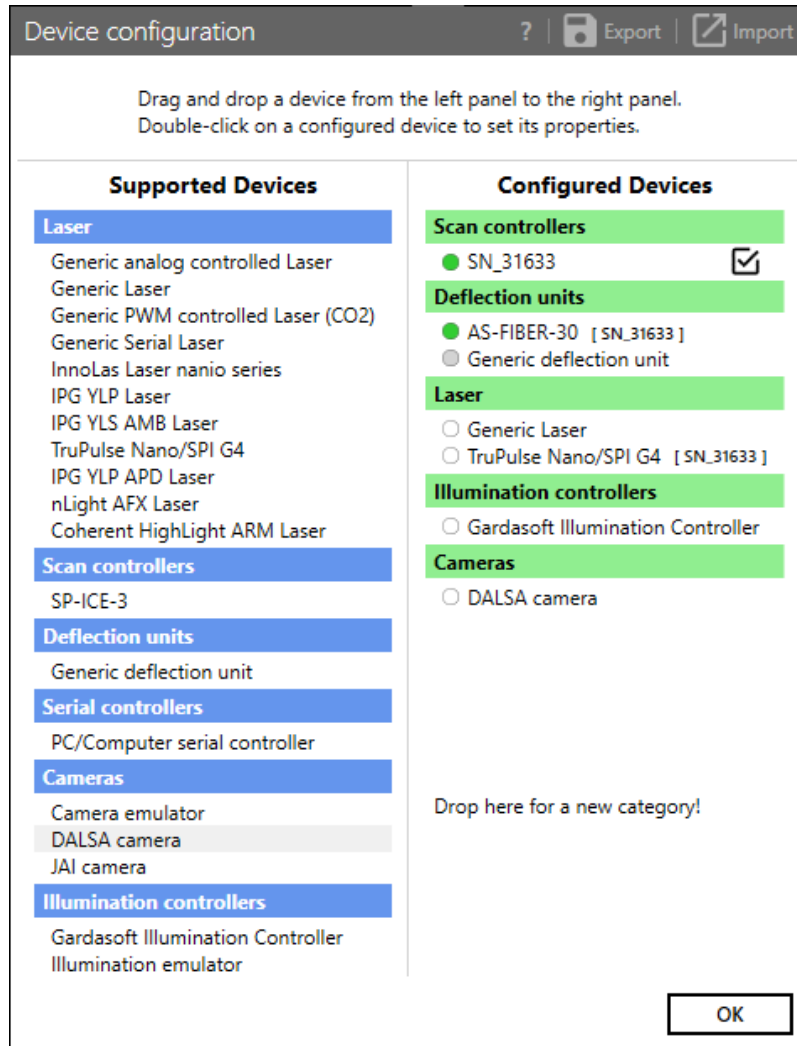 Device configuration ? | Export | Import
Drag and drop a device from the left panel to the right panel.
Double-click on a configured device to set its properties.
Supported Devices
Laser
Generic analog controlled Laser
Generic Laser
Generic PWM controlled Laser (CO2)
Generic Serial Laser
InnoLas Laser nanio series
IPG YLP Laser
IPG YLS AMB Laser
TruPulse Nano/SPI G4
IPG YLP APD Laser
nLight AFX Laser
Coherent HighLight ARM Laser
Scan controllers
SP-ICE-3
Deflection units
Generic deflection unit
Serial controllers
PC/Computer serial controller
Cameras
Camera emulator
DALSA camera
JAI camera
Illumination controllers
Gardasoft Illumination Controller
Illumination emulator
Configured Devices
Scan controllers
SN_31633
Deflection units
AS-FIBER-30 [ SN_31633 ]
Generic deflection unit
Laser
Generic Laser
TruPulse Nano/SPI G4 [ SN_31633 ]
Illumination controllers
Gardasoft Illumination Controller
Cameras
DALSA camera
Drop here for a new category!
OK